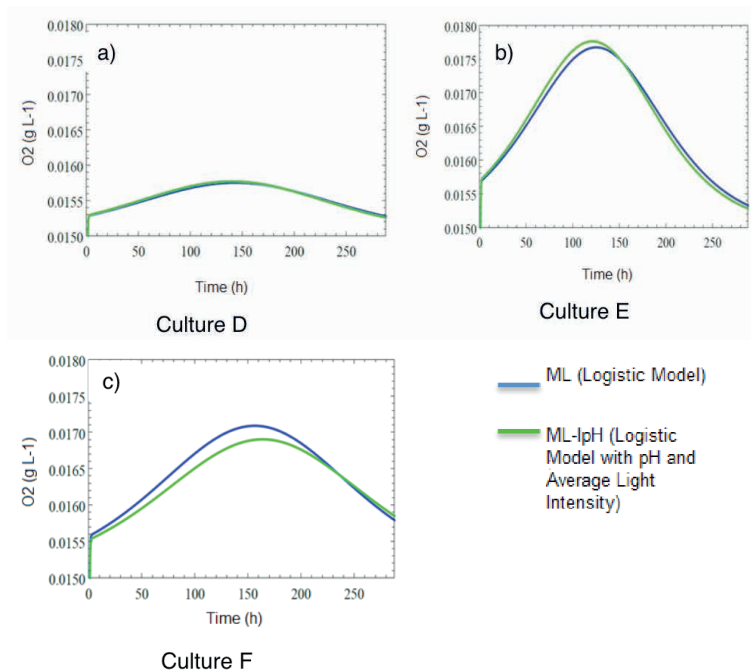 a)
0.0180
0.0175
0.0170
0.0165
0.0160
0.0155
0.0150
O2 (g L-1)
0 50 100 150 200 250
Time (h)
Culture D
b)
0.0180
0.0175
0.0170
0.0165
0.0160
0.0155
0.0150
O2 (g L-1)
0 50 100 150 200 250
Time (h)
Culture E
c)
0.0180
0.0175
0.0170
0.0165
0.0160
0.0155
0.0150
O2 (g L-1)
0 50 100 150 200 250
Time (h)
Culture F
ML (Logistic Model)
ML-IpH (Logistic
Model with pH and
Average Light
Intensity)